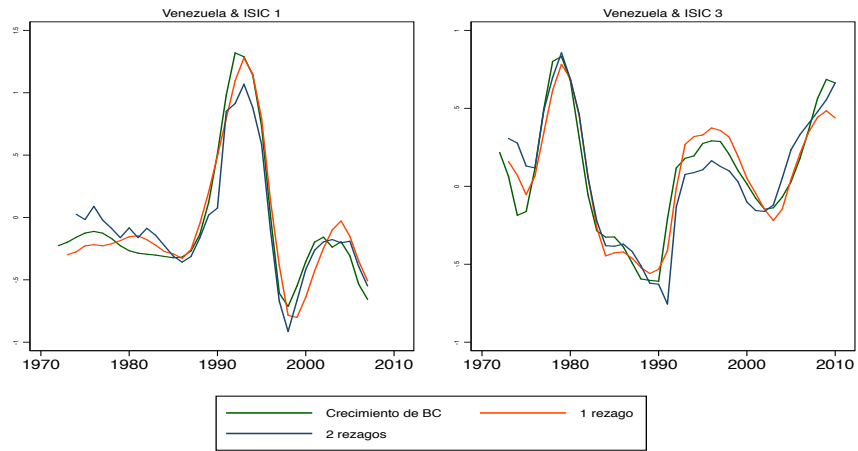 Venezuela & ISIC 1
1.5
1
.5
0
-.5
-1
1970 1980 1990 2000 2010
Venezuela & ISIC 3
1
.5
0
-.5
-1
1970 1980 1990 2000 2010
Crecimiento de BC 1 rezago
2 rezagos